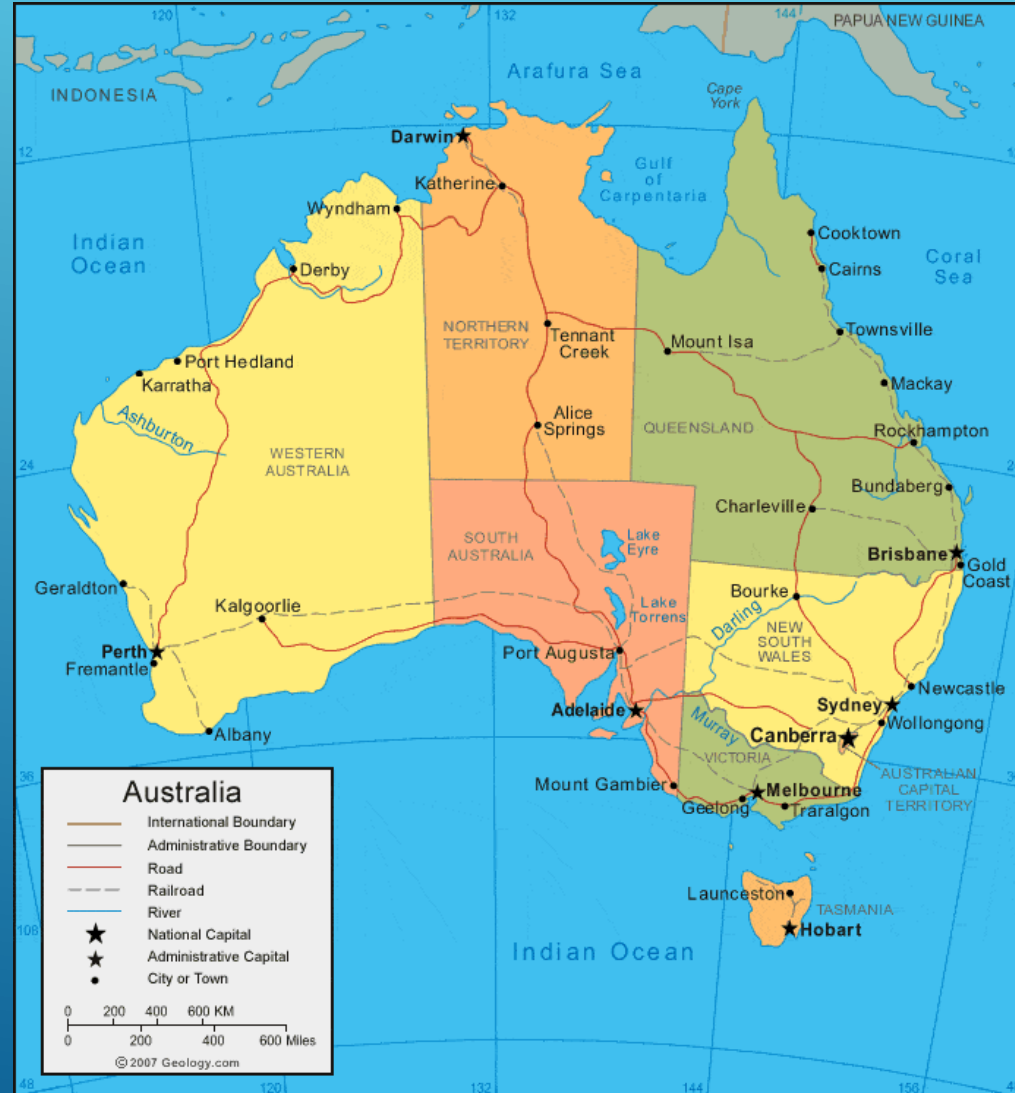 120
132
144
PAPUA NEW GUINEA
INDONESIA
Arafura Sea
Cape
York
12
Darwin
Katherine
Gulf
of
Carpentaria
Wyndham
Indian
Ocean
Derby
Cooktown
Cairns
Coral
Sea
NORTHERN
TERRITORY
Tennant
Creek
Mount Isa
Townsville
Port Hedland
Karratha
Mackay
Ashburton
Alice
Springs
QUEENSLAND
Rockhampton
WESTERN
AUSTRALIA
24
Bundaberg
Charleville
SOUTH
AUSTRALIA
Lake
Eyre
Brisbane
Gold
Coast
Geraldton
Kalgoorlie
Lake
Torrens
Bourke
Darling
NEW
SOUTH
WALES
Perth
Fremantle
Port Augusta
Newcastle
Sydney
Adelaide
Wollongong
Albany
Murray
Canberra
VICTORIA
36
Mount Gambier
Melbourne
AUSTRALIAN
CAPITAL
TERRITORY
Geelong
Traralgon
Australia
International Boundary
Administrative Boundary
Road
Railroad
River
National Capital
Administrative Capital
City or Town
0 200 400 600 KM
0 200 400 600 Miles
© 2007 Geology.com
Launceston
TASMANIA
Hobart
108
Indian Ocean
48
120
132
144
156